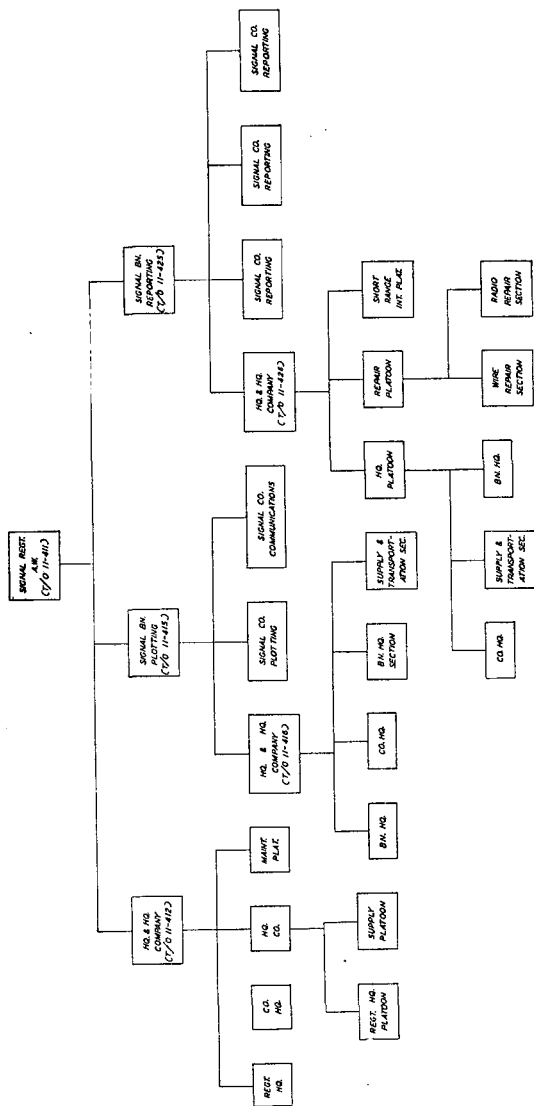 SIGNAL REGT.
A.W.
(T/O 11-411)
HQ. & HQ.
COMPANY
(T/O 11-412)
SIGNAL BN.
PLOTTING
(T/O 11-415)
SIGNAL BN.
REPORTING
(T/O 11-425)
REGT.
HQ.
CO.
HQ.
HQ.
CO.
MAINT.
PLAT.
HQ. & HQ.
COMPANY
(T/O 11-416)
SIGNAL CO.
PLOTTING
SIGNAL CO.
COMMUNICATIONS
HQ. & HQ.
COMPANY
(T/O 11-426)
SIGNAL CO.
REPORTING
SIGNAL CO.
REPORTING
SIGNAL CO.
REPORTING
REGT. HQ.
PLATOON
SUPPLY
PLATOON
BN. HQ.
CO. HQ.
BN. HQ.
SECTION
SUPPLY &
TRANSPORT-
ATION SEC.
HQ.
PLATOON
REPAIR
PLATOON
SHORT
RANGE
INT. PLAT.
CO. HQ.
SUPPLY &
TRANSPORT-
ATION SEC.
BN. HQ.
WIRE
REPAIR
SECTION
RADIO
REPAIR
SECTION